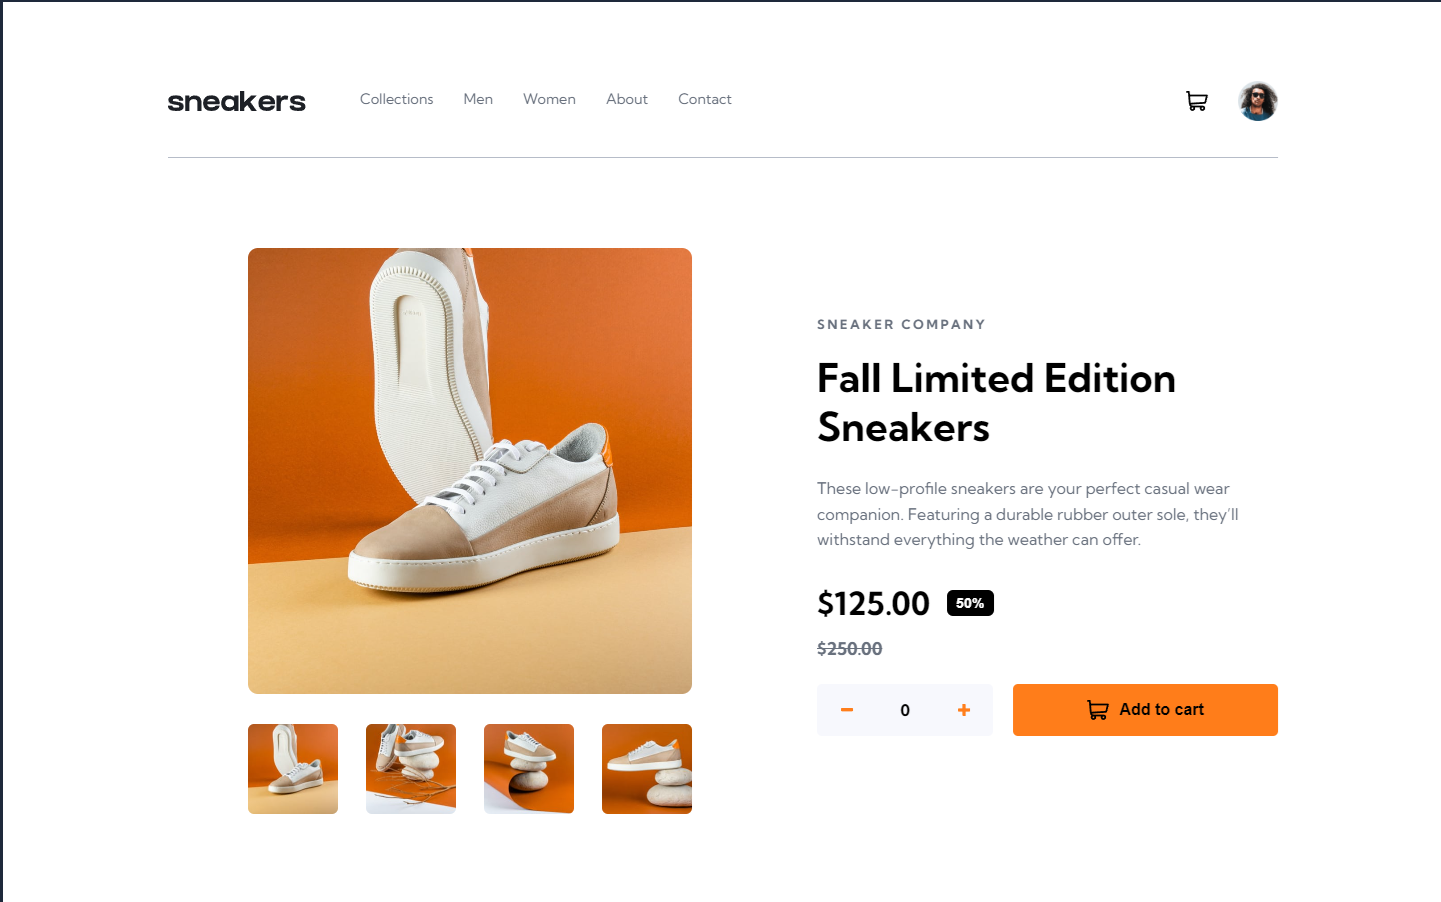 sneakers
Collections Men Women About Contact
SNEAKER COMPANY
Fall Limited Edition
Sneakers
These low-profile sneakers are your perfect casual wear
companion. Featuring a durable rubber outer sole, they’ll
withstand everything the weather can offer.
$125.00 50%
$250.00
0
Add to cart